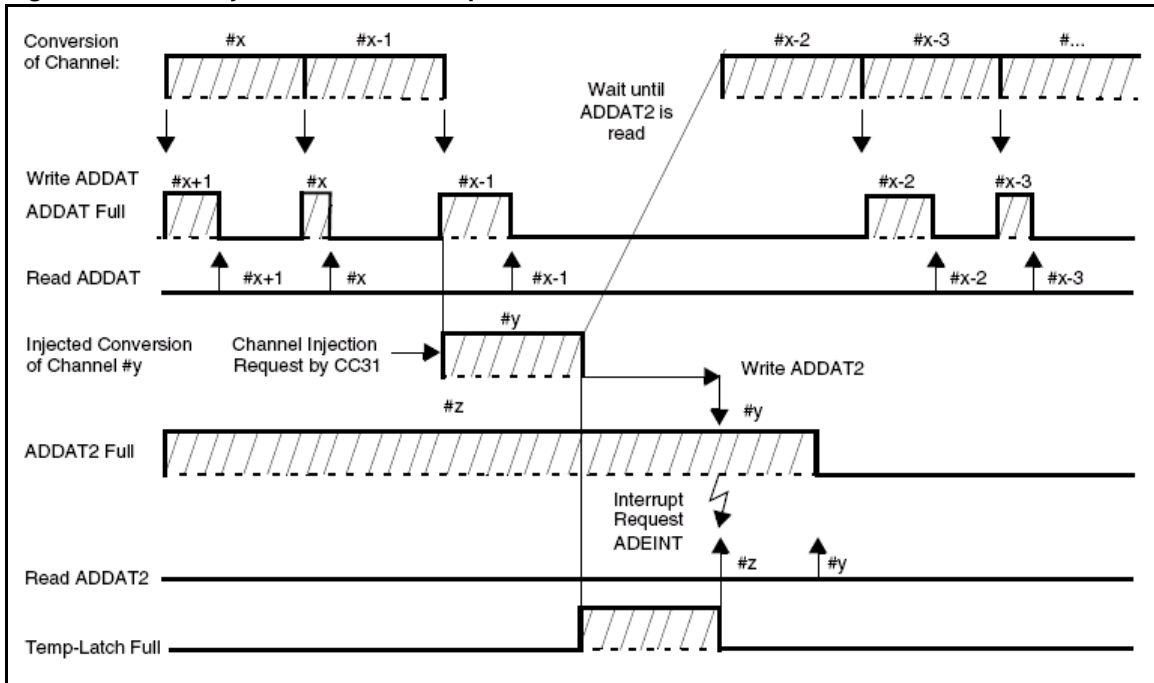 Conversion
of Channel:
#x
#x-1
#x-2
#x-3
#...
Wait until
ADDAT2 is
read
Write ADDAT
ADDAT Full
#x+1
#x
#x-1
#x-2
#x-3
Read ADDAT
#x+1
#x
#x-1
#x-2
#x-3
Injected Conversion
of Channel #y
Channel Injection
Request by CC31
#y
Write ADDAT2
#z
#y
ADDAT2 Full
Interrupt
Request
ADEINT
#z
#y
Read ADDAT2
Temp-Latch Full